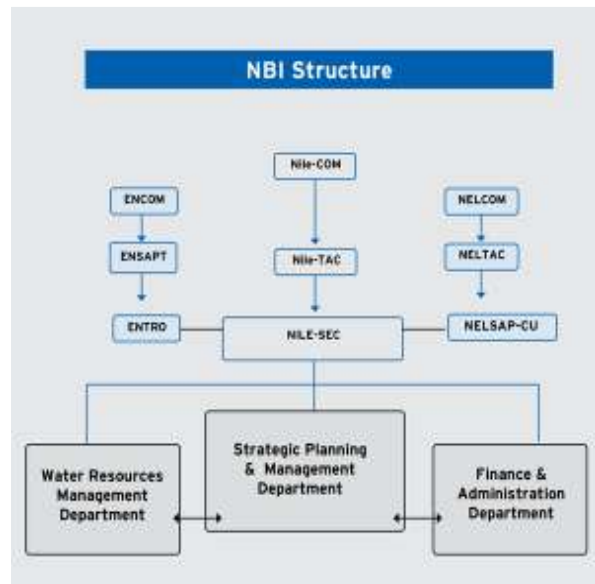 NBI Structure
Nile-COM
ENCOM
NELCOM
ENSAPT
Nile-TAC
NELTAC
ENTRO
NILE-SEC
NELSAP-CU
Water Resources
Management
Department
Strategic Planning
& Management
Department
Finance &
Administration
Department